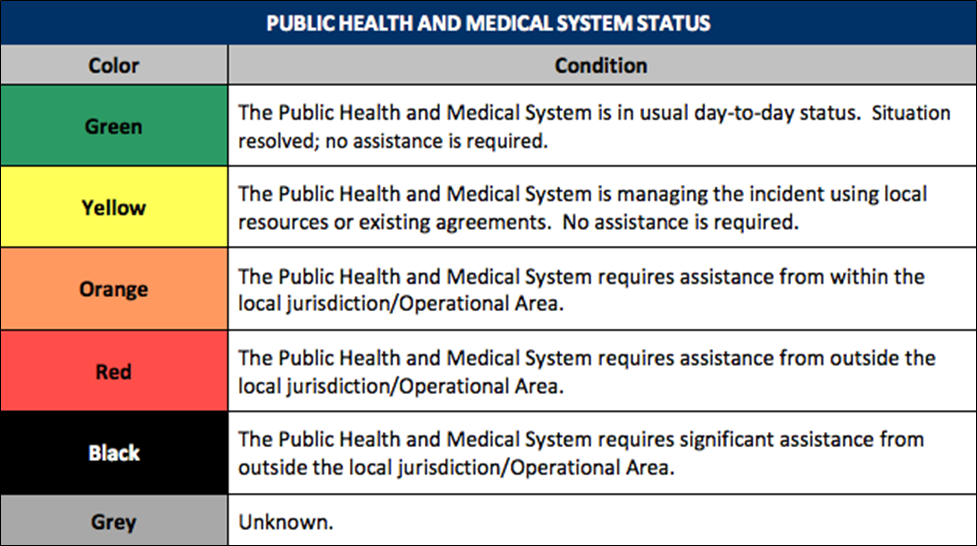 PUBLIC HEALTH AND MEDICAL SYSTEM STATUS
Color
Condition
Green
The Public Health and Medical System is in usual day-to-day status.  Situation
resolved; no assistance is required.
Yellow
The Public Health and Medical System is managing the incident using local
resources or existing agreements.  No assistance is required.
Orange
The Public Health and Medical System requires assistance from within the
local jurisdiction/Operational Area.
Red
The Public Health and Medical System requires assistance from outside the
local jurisdiction/Operational Area.
Black
The Public Health and Medical System requires significant assistance from
outside the local jurisdiction/Operational Area.
Grey
Unknown.